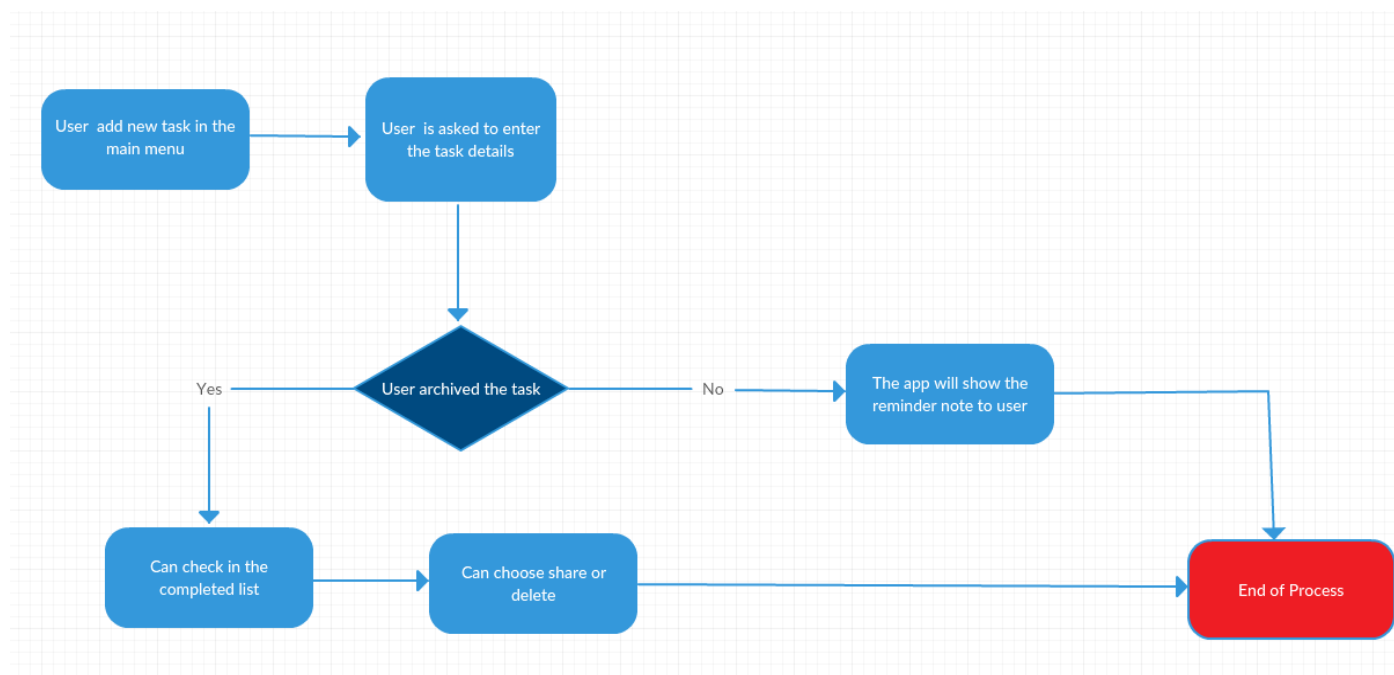 User  add new task in the
main menu
User  is asked to enter
the task details
User archived the task
Yes
No
The app will show the
reminder note to user
Can check in the
completed list
Can choose share or
delete
End of Process